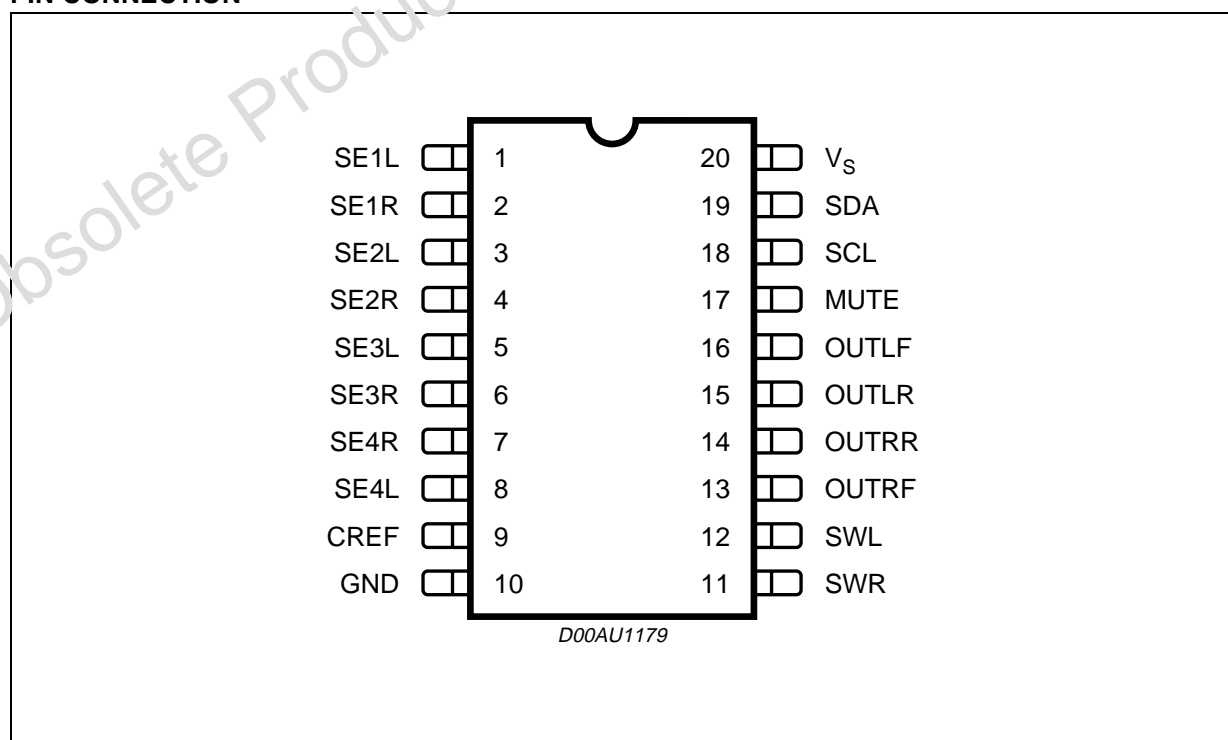 PIN CONNECTION
Obsolete Produc
SE1L 1 20 VS
SE1R 2 19 SDA
SE2L 3 18 SCL
SE2R 4 17 MUTE
SE3L 5 16 OUTLF
SE3R 6 15 OUTLR
SE4R 7 14 OUTRR
SE4L 8 13 OUTRF
CREF 9 12 SWL
GND 10 11 SWR
D00AU1179